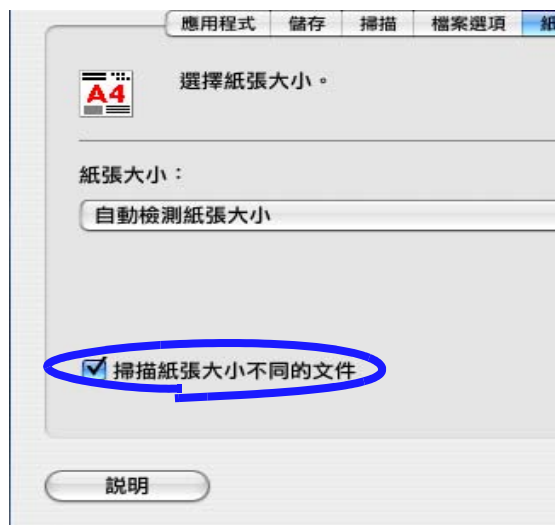 應用程式 儲存 掃描 檔案選項 紙
A4
選擇紙張大小。
紙張大小：
自動檢測紙張大小
掃描紙張大小不同的文件
説明